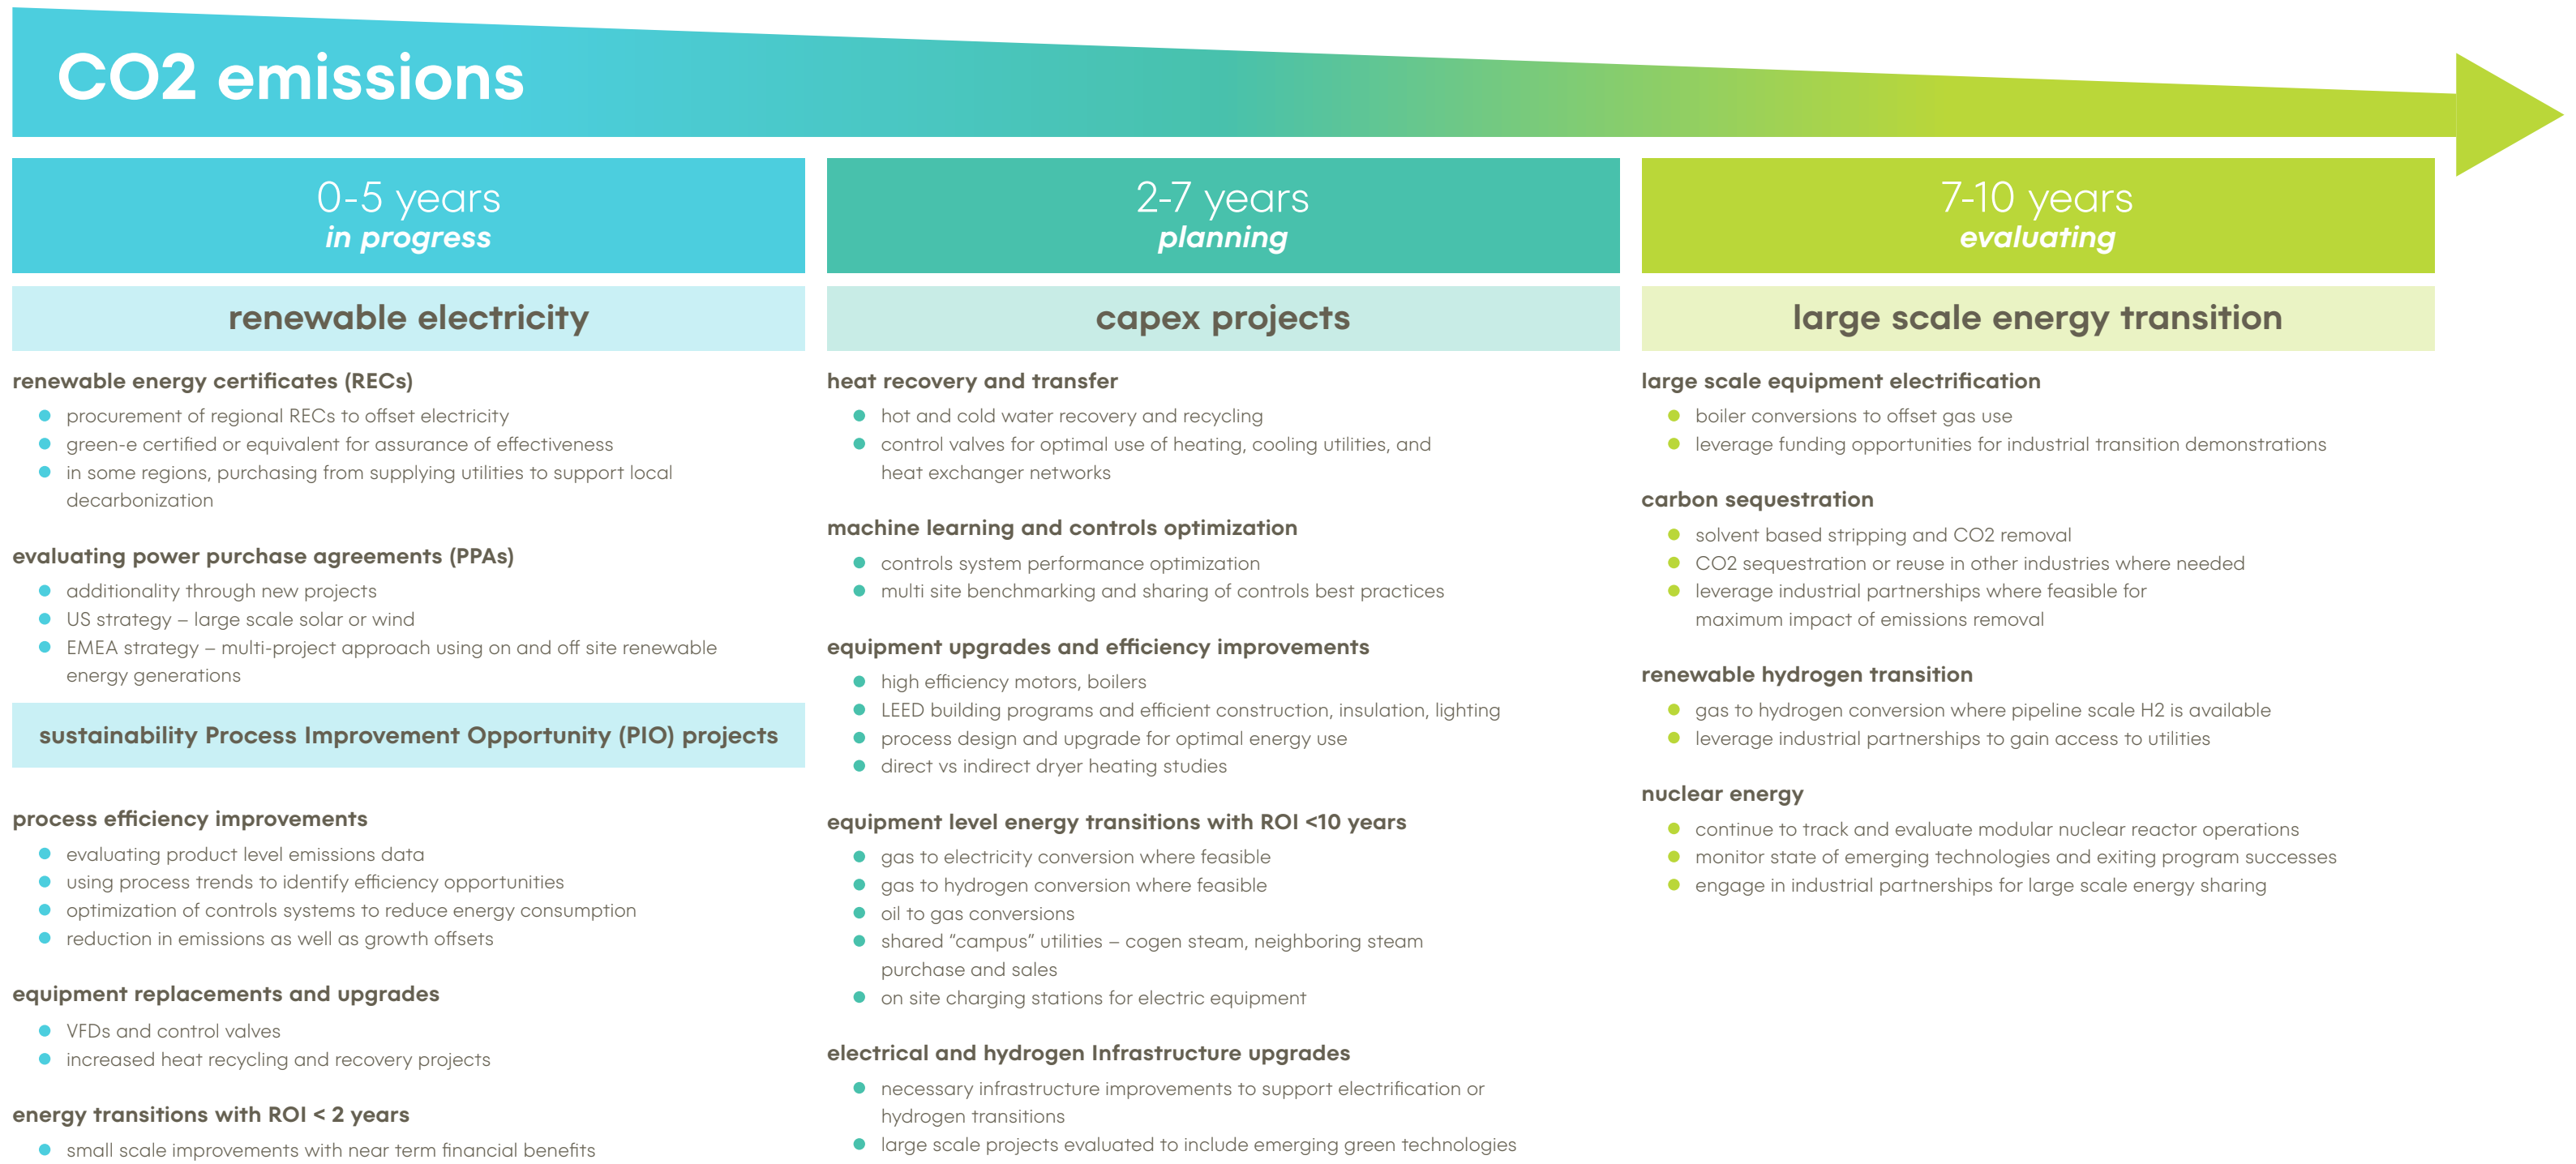 CO2 emissions
0-5 years
in progress
renewable electricity
renewable energy certificates (RECs)
procurement of regional RECs to offset electricity
green-e certified or equivalent for assurance of effectiveness
in some regions, purchasing from supplying utilities to support local
decarbonization
evaluating power purchase agreements (PPAs)
additionality through new projects
US strategy – large scale solar or wind
EMEA strategy – multi-project approach using on and off site renewable
energy generations
sustainability Process Improvement Opportunity (PIO) projects
process efficiency improvements
evaluating product level emissions data
using process trends to identify efficiency opportunities
optimization of controls systems to reduce energy consumption
reduction in emissions as well as growth offsets
equipment replacements and upgrades
VFDs and control valves
increased heat recycling and recovery projects
energy transitions with ROI < 2 years
small scale improvements with near term financial benefits
2-7 years
planning
capex projects
heat recovery and transfer
hot and cold water recovery and recycling
control valves for optimal use of heating, cooling utilities, and
heat exchanger networks
machine learning and controls optimization
controls system performance optimization
multi site benchmarking and sharing of controls best practices
equipment upgrades and efficiency improvements
high efficiency motors, boilers
LEED building programs and efficient construction, insulation, lighting
process design and upgrade for optimal energy use
direct vs indirect dryer heating studies
equipment level energy transitions with ROI <10 years
gas to electricity conversion where feasible
gas to hydrogen conversion where feasible
oil to gas conversions
shared “campus” utilities – cogen steam, neighboring steam
purchase and sales
on site charging stations for electric equipment
electrical and hydrogen Infrastructure upgrades
necessary infrastructure improvements to support electrification or
hydrogen transitions
large scale projects evaluated to include emerging green technologies
7-10 years
evaluating
large scale energy transition
large scale equipment electrification
boiler conversions to offset gas use
leverage funding opportunities for industrial transition demonstrations
carbon sequestration
solvent based stripping and CO2 removal
CO2 sequestration or reuse in other industries where needed
leverage industrial partnerships where feasible for
maximum impact of emissions removal
renewable hydrogen transition
gas to hydrogen conversion where pipeline scale H2 is available
leverage industrial partnerships to gain access to utilities
nuclear energy
continue to track and evaluate modular nuclear reactor operations
monitor state of emerging technologies and exiting program successes
engage in industrial partnerships for large scale energy sharing